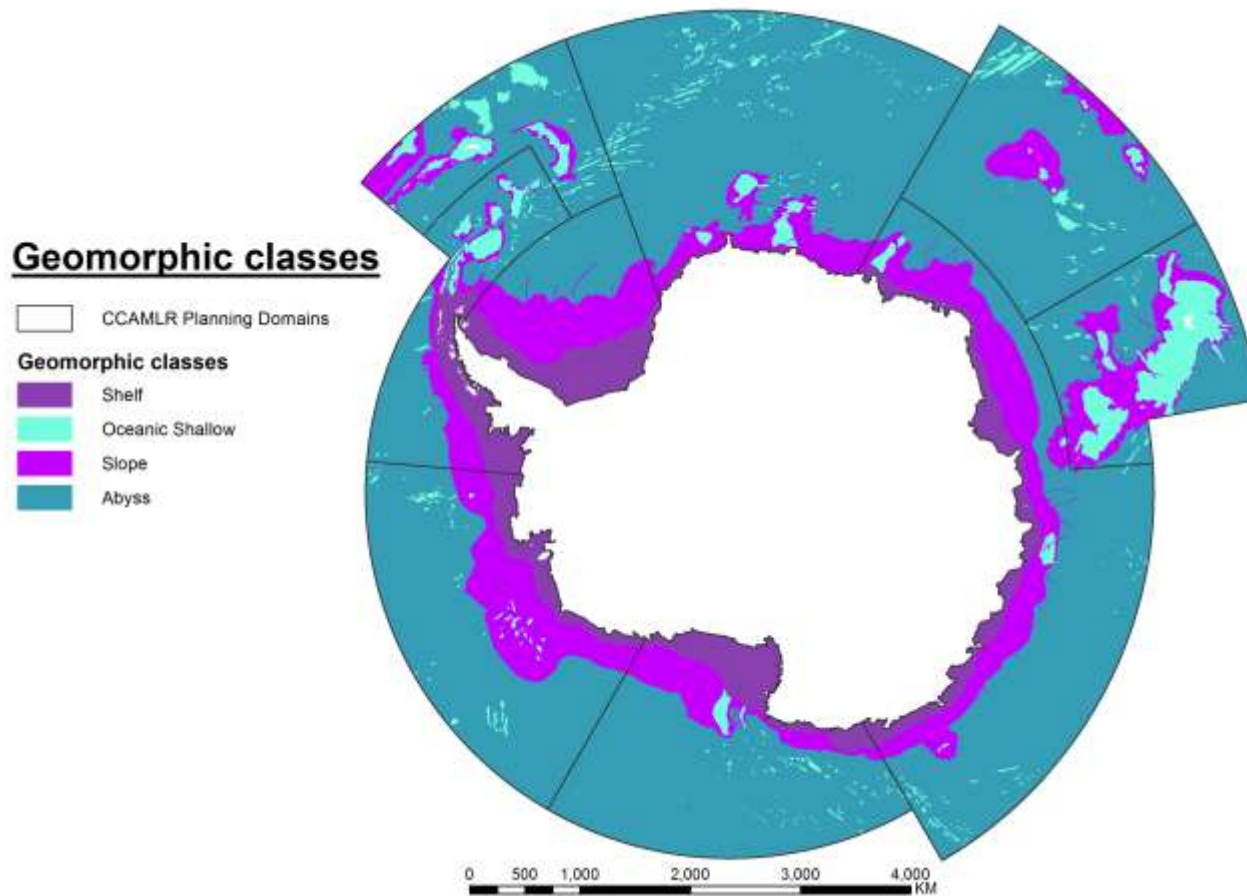 Geomorphic classes
CCAMLR Planning Domains
Geomorphic classes
Shelf
Oceanic Shallow
Slope
Abyss
0 500 1,000 2,000 3,000 4,000
KM